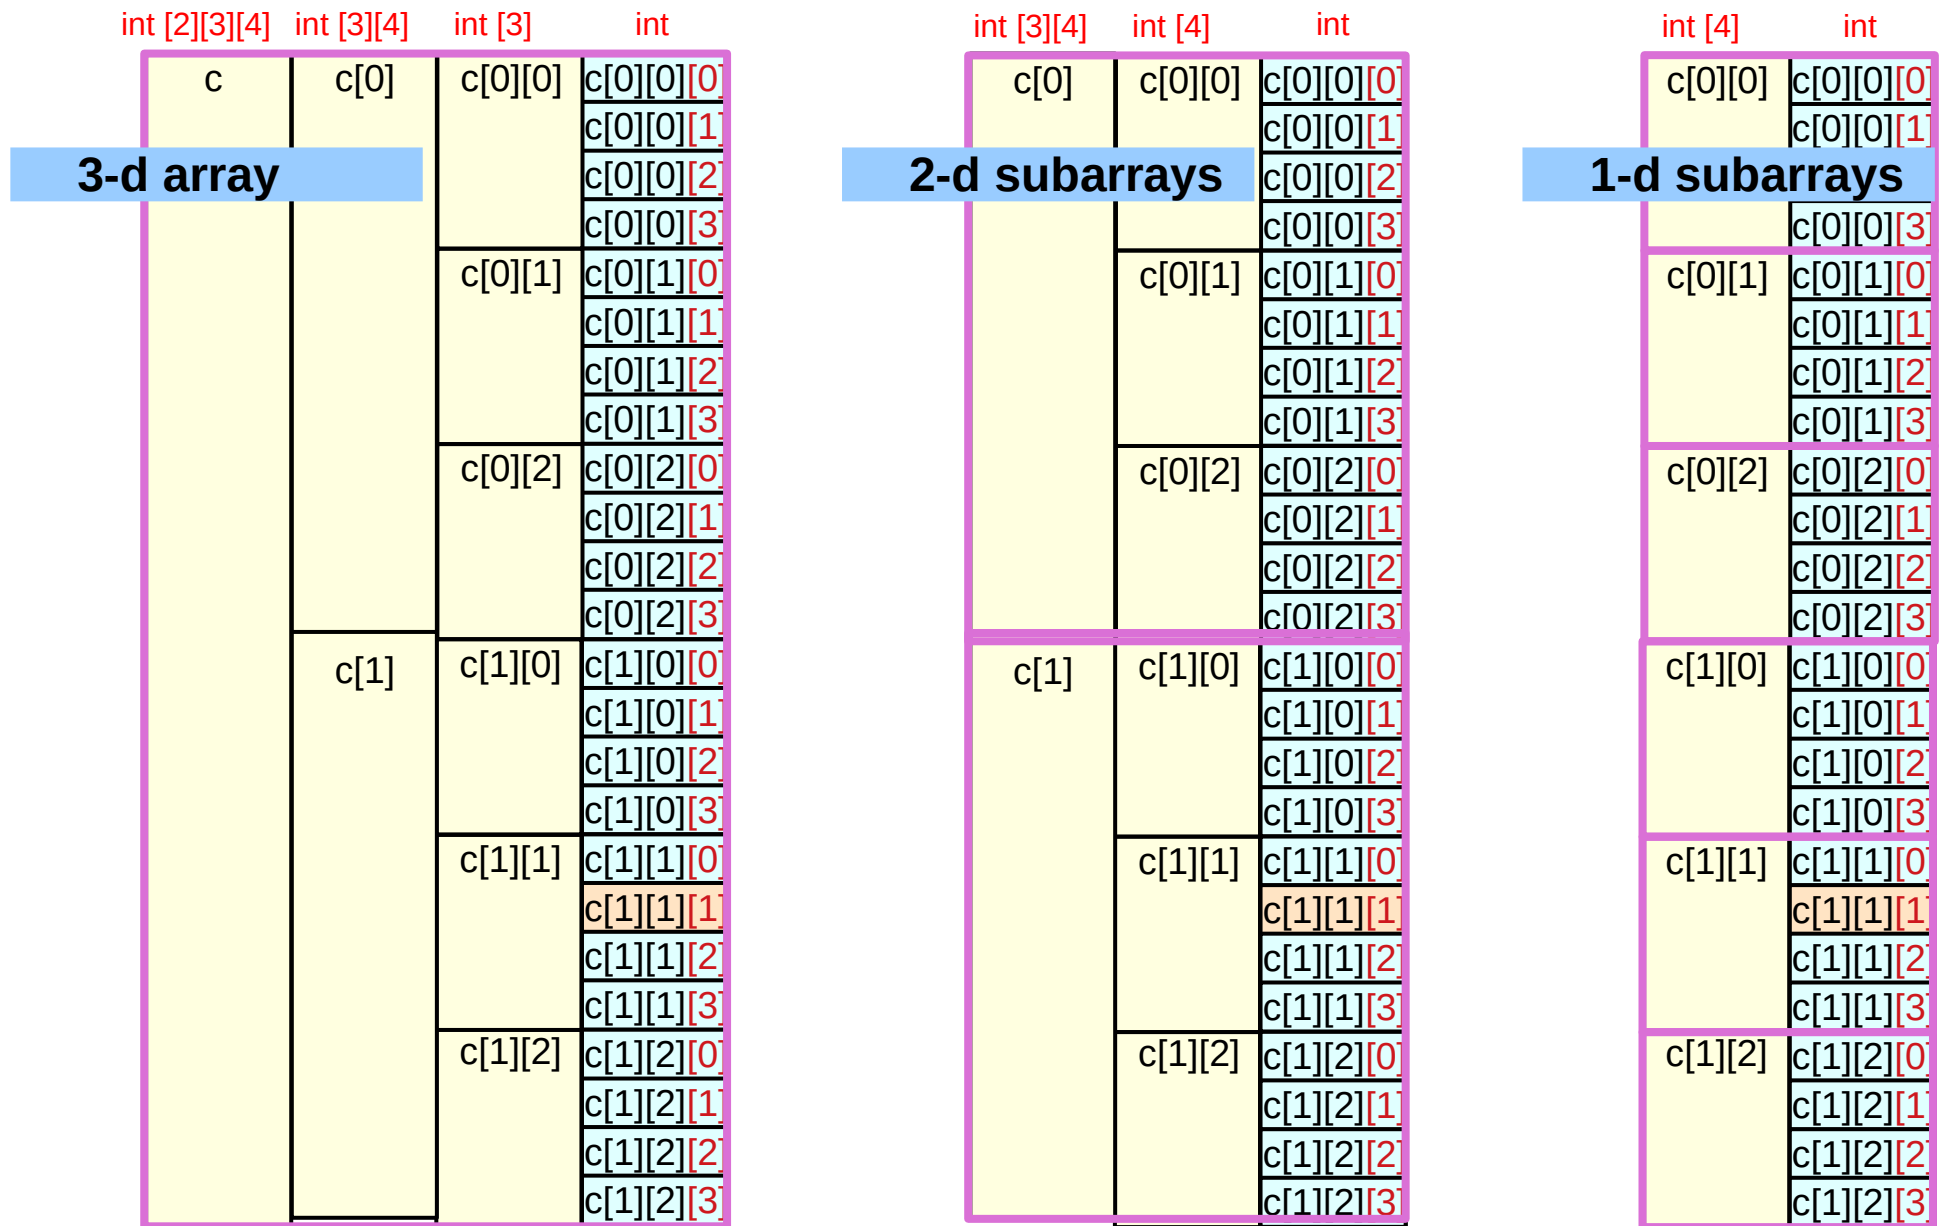 int [2][3][4] int [3][4] int [3] int int [3][4] int [4] int int [4] int
c c[0] c[0][0] c[0][0][0] c[0] c[0][0] c[0][0][0] c[0][0] c[0][0][0]
c[0][0][1] c[0][0][1] c[0][0][1]
3-d array c[0][0][2] 2-d subarrays c[0][0][2] 1-d subarrays
c[0][0][3] c[0][0][3] c[0][0][3]
c[0][1] c[0][1][0] c[0][1] c[0][1][0] c[0][1] c[0][1][0]
c[0][1][1] c[0][1][1] c[0][1][1]
c[0][1][2] c[0][1][2] c[0][1][2]
c[0][1][3] c[0][1][3] c[0][1][3]
c[0][2] c[0][2][0] c[0][2] c[0][2][0] c[0][2] c[0][2][0]
c[0][2][1] c[0][2][1] c[0][2][1]
c[0][2][2] c[0][2][2] c[0][2][2]
c[0][2][3] c[0][2][3] c[0][2][3]
c[1] c[1][0] c[1][0][0] c[1] c[1][0] c[1][0][0] c[1][0] c[1][0][0]
c[1][0][1] c[1][0][1] c[1][0][1]
c[1][0][2] c[1][0][2] c[1][0][2]
c[1][0][3] c[1][0][3] c[1][0][3]
c[1][1] c[1][1][0] c[1][1] c[1][1][0] c[1][1] c[1][1][0]
c[1][1][1] c[1][1][1] c[1][1][1]
c[1][1][2] c[1][1][2] c[1][1][2]
c[1][1][3] c[1][1][3] c[1][1][3]
c[1][2] c[1][2][0] c[1][2] c[1][2][0] c[1][2] c[1][2][0]
c[1][2][1] c[1][2][1] c[1][2][1]
c[1][2][2] c[1][2][2] c[1][2][2]
c[1][2][3] c[1][2][3] c[1][2][3]